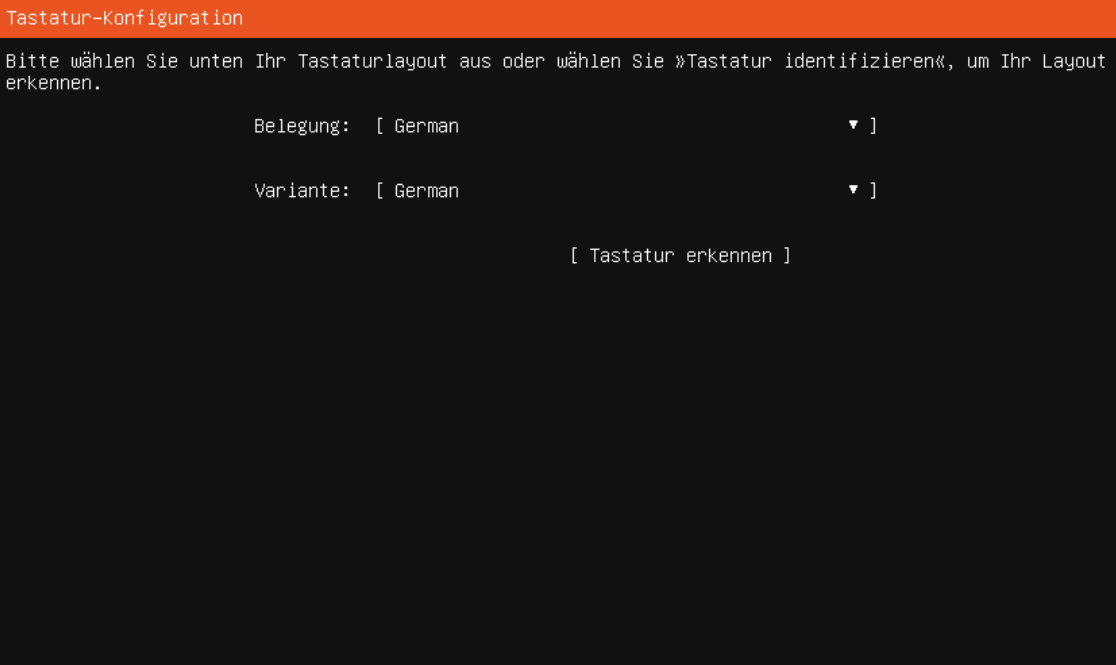 Tastatur-Konfiguration
Bitte wählen Sie unten Ihr Tastaturlayout aus oder wählen Sie »Tastatur identifizieren«, um Ihr Layout
erkennen.
Belegung: [ German ▾ ]
Variante: [ German ▾ ]
[ Tastatur erkennen ]